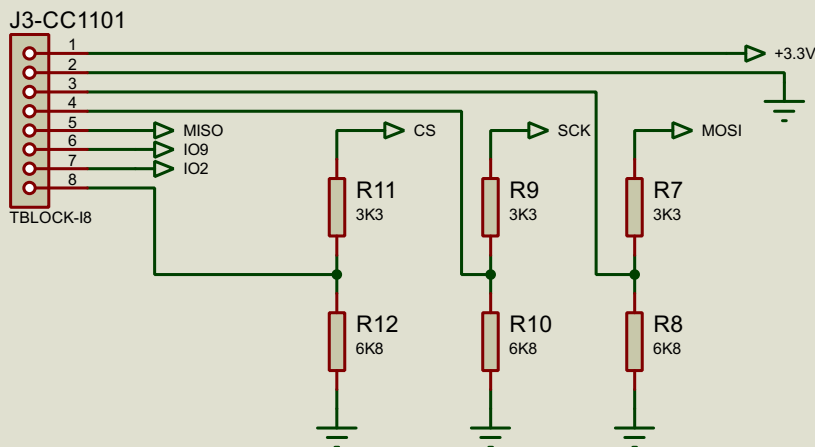 J3-CC1101
1
2
3
4
5
6
7
8
TBLOCK-I8
+3.3V
MISO
IO9
IO2
CS
SCK
MOSI
R11
3K3
R9
3K3
R7
3K3
R12
6K8
R10
6K8
R8
6K8